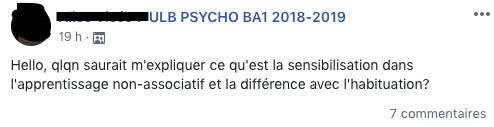 ULB PSYCHO BA1 2018-2019
19 h ·
Hello, qlqn saurait m'expliquer ce qu'est la sensibilisation dans
l'apprentissage non-associatif et la différence avec l'habituation?
7 commentaires